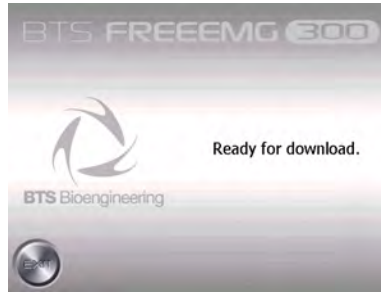 BTS FREEEMG 300
Ready for download.
BTS Bioengineering
EXIT